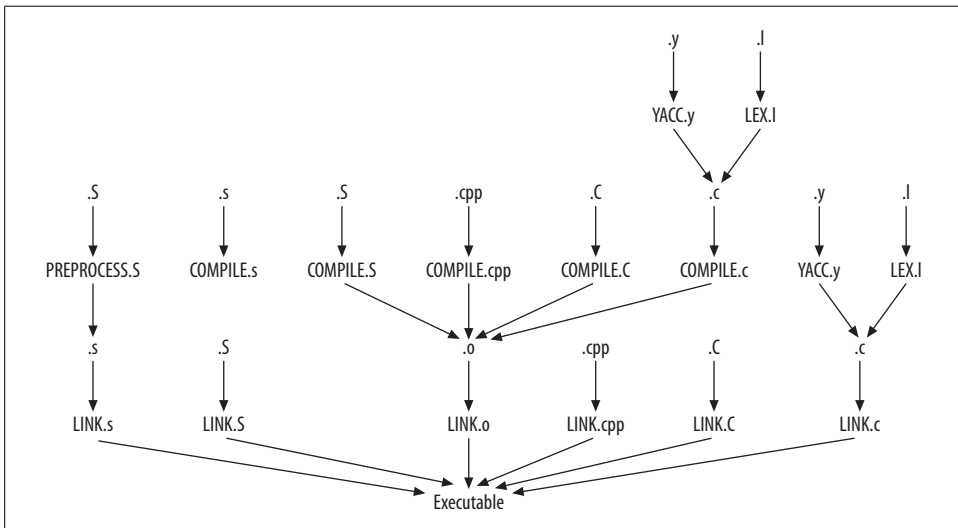 .y .l
YACC.y LEX.l
.S .s .S .cpp .C .c .y .l
PREPROCESS.S COMPILE.s COMPILE.S COMPILE.cpp COMPILE.C COMPILE.c YACC.y LEX.l
.s .S .o .cpp .C .c
LINK.s LINK.S LINK.o LINK.cpp LINK.C LINK.c
Executable